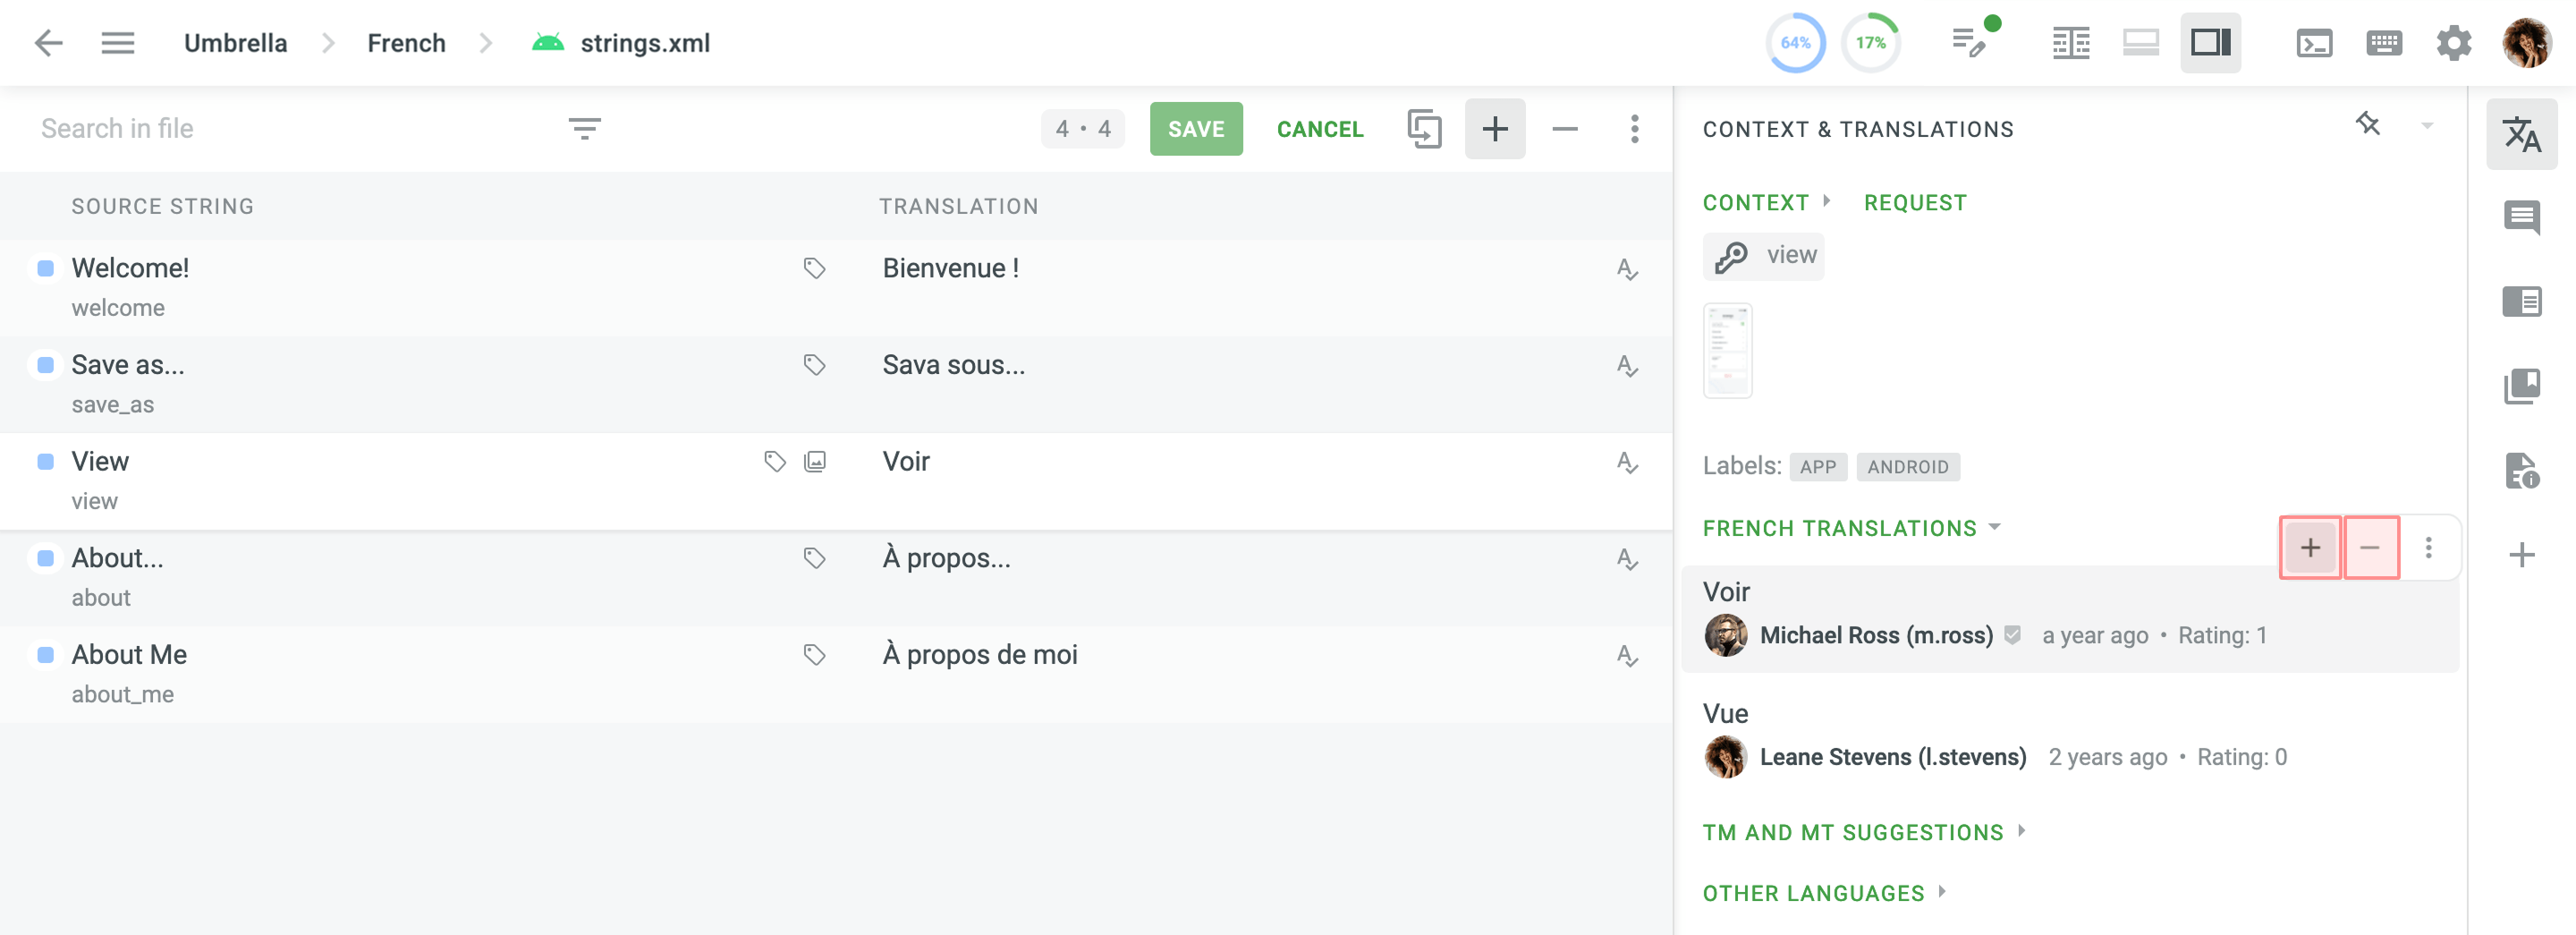 Umbrella > French > strings.xml
64% 17%
Search in file
4 • 4 SAVE CANCEL
SOURCE STRING TRANSLATION
Welcome! Bienvenue !
welcome
Save as... Sava sous...
save_as
View Voir
view
About... À propos...
about
About Me À propos de moi
about_me
CONTEXT & TRANSLATIONS
CONTEXT REQUEST
view
Labels: APP ANDROID
FRENCH TRANSLATIONS
Voir
Michael Ross (m.ross) a year ago • Rating: 1
Vue
Leane Stevens (l.stevens) 2 years ago • Rating: 0
TM AND MT SUGGESTIONS
OTHER LANGUAGES